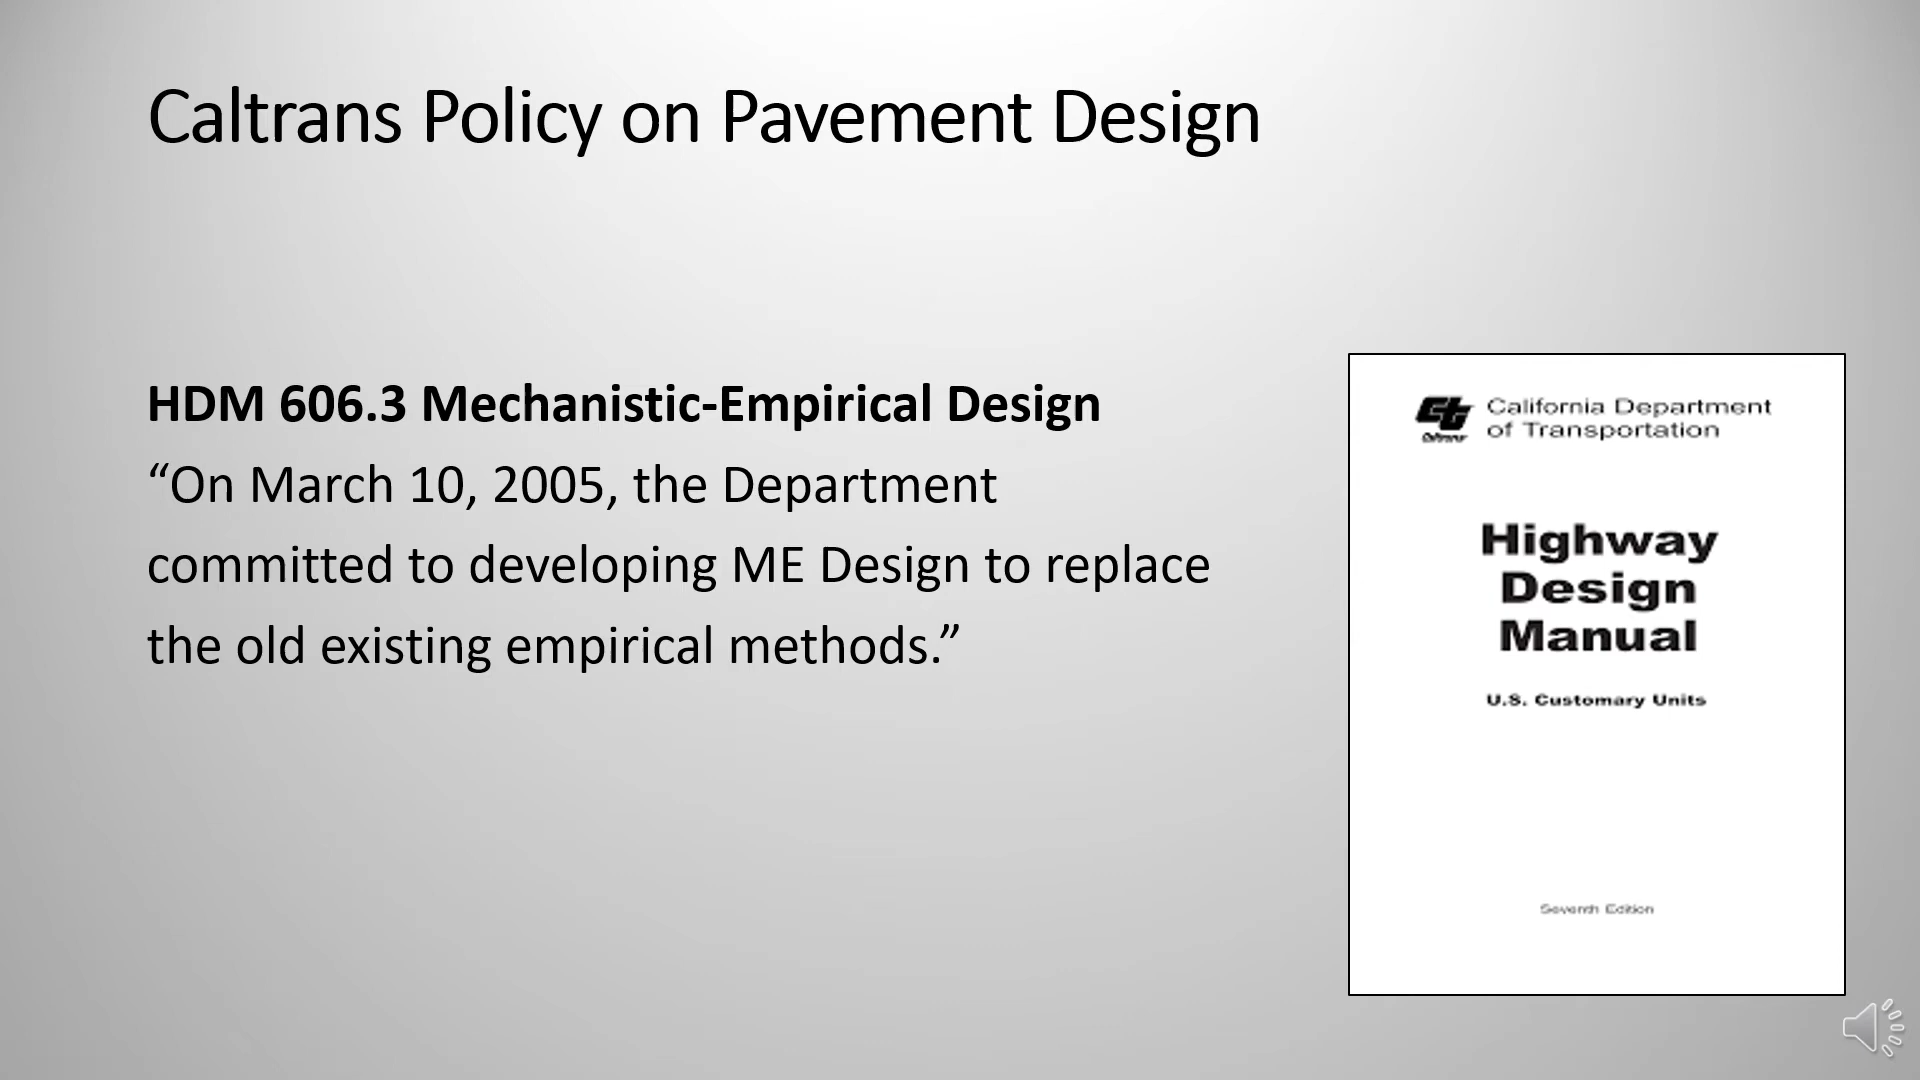 Caltrans Policy on Pavement Design
HDM 606.3 Mechanistic-Empirical Design
“On March 10, 2005, the Department
committed to developing ME Design to replace
the old existing empirical methods.”
California Department
of Transportation
Caltrans
Highway
Design
Manual
U.S. Customary Units
Seventh Edition